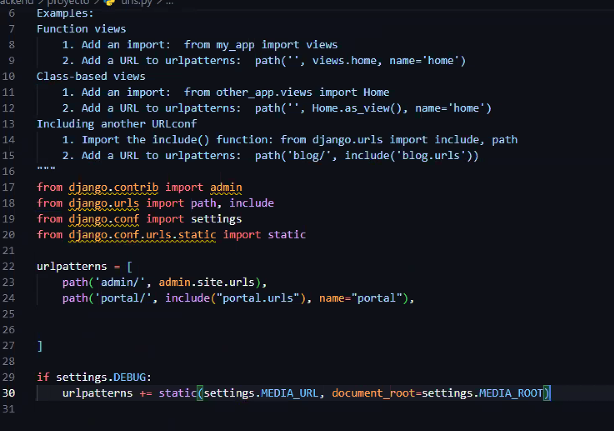 backend > proyecto > urls.py > ...
6 Examples:
7 Function views
8     1. Add an import:  from my_app import views
9     2. Add a URL to urlpatterns:  path('', views.home, name='home')
10 Class-based views
11     1. Add an import:  from other_app.views import Home
12     2. Add a URL to urlpatterns:  path('', Home.as_view(), name='home')
13 Including another URLconf
14     1. Import the include() function: from django.urls import include, path
15     2. Add a URL to urlpatterns:  path('blog/', include('blog.urls'))
16 """
17 from django.contrib import admin
18 from django.urls import path, include
19 from django.conf import settings
20 from django.conf.urls.static import static
21
22 urlpatterns = [
23     path('admin/', admin.site.urls),
24     path('portal/', include("portal.urls"), name="portal"),
25
26
27 ]
28
29 if settings.DEBUG:
30     urlpatterns += static(settings.MEDIA_URL, document_root=settings.MEDIA_ROOT)
31